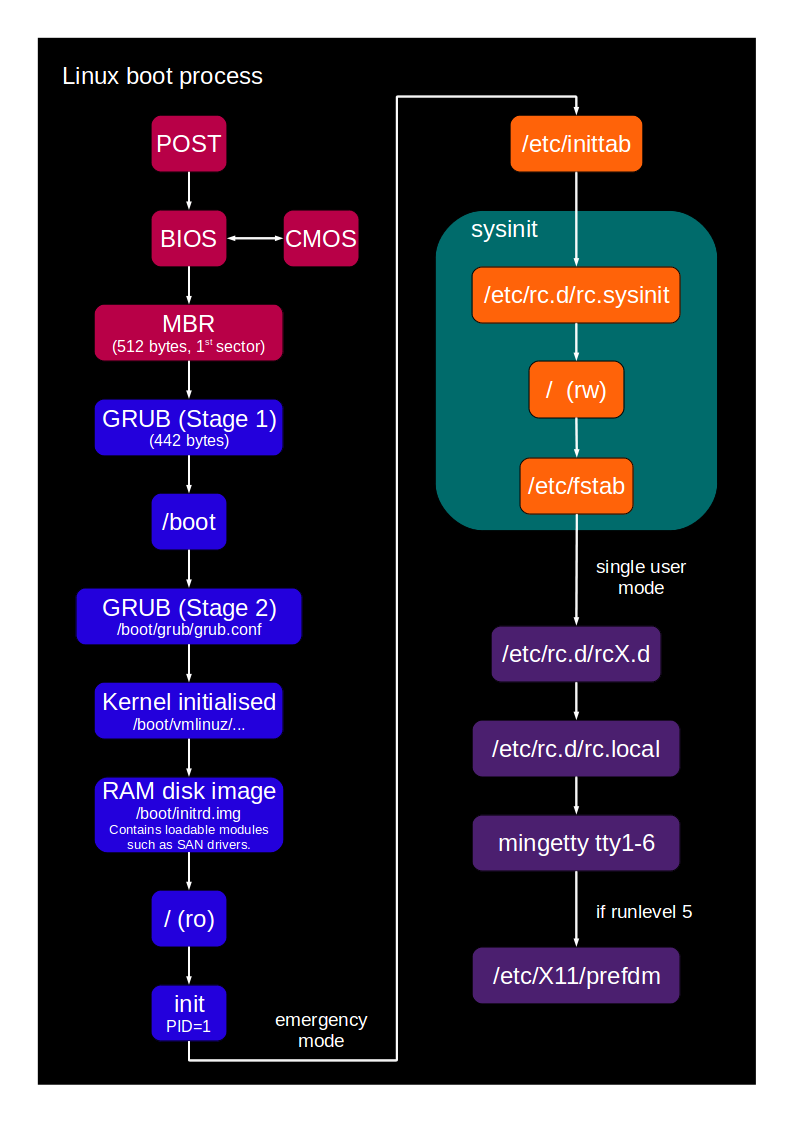 Linux boot process
POST
BIOS
CMOS
MBR
(512 bytes, 1st sector)
GRUB (Stage 1)
(442 bytes)
/boot
GRUB (Stage 2)
/boot/grub/grub.conf
Kernel initialised
/boot/vmlinuz/...
RAM disk image
/boot/initrd.img
Contains loadable modules
such as SAN drivers.
/ (ro)
init
PID=1
emergency
mode
/etc/inittab
sysinit
/etc/rc.d/rc.sysinit
/ (rw)
/etc/fstab
single user
mode
/etc/rc.d/rcX.d
/etc/rc.d/rc.local
mingetty tty1-6
if runlevel 5
/etc/X11/prefdm